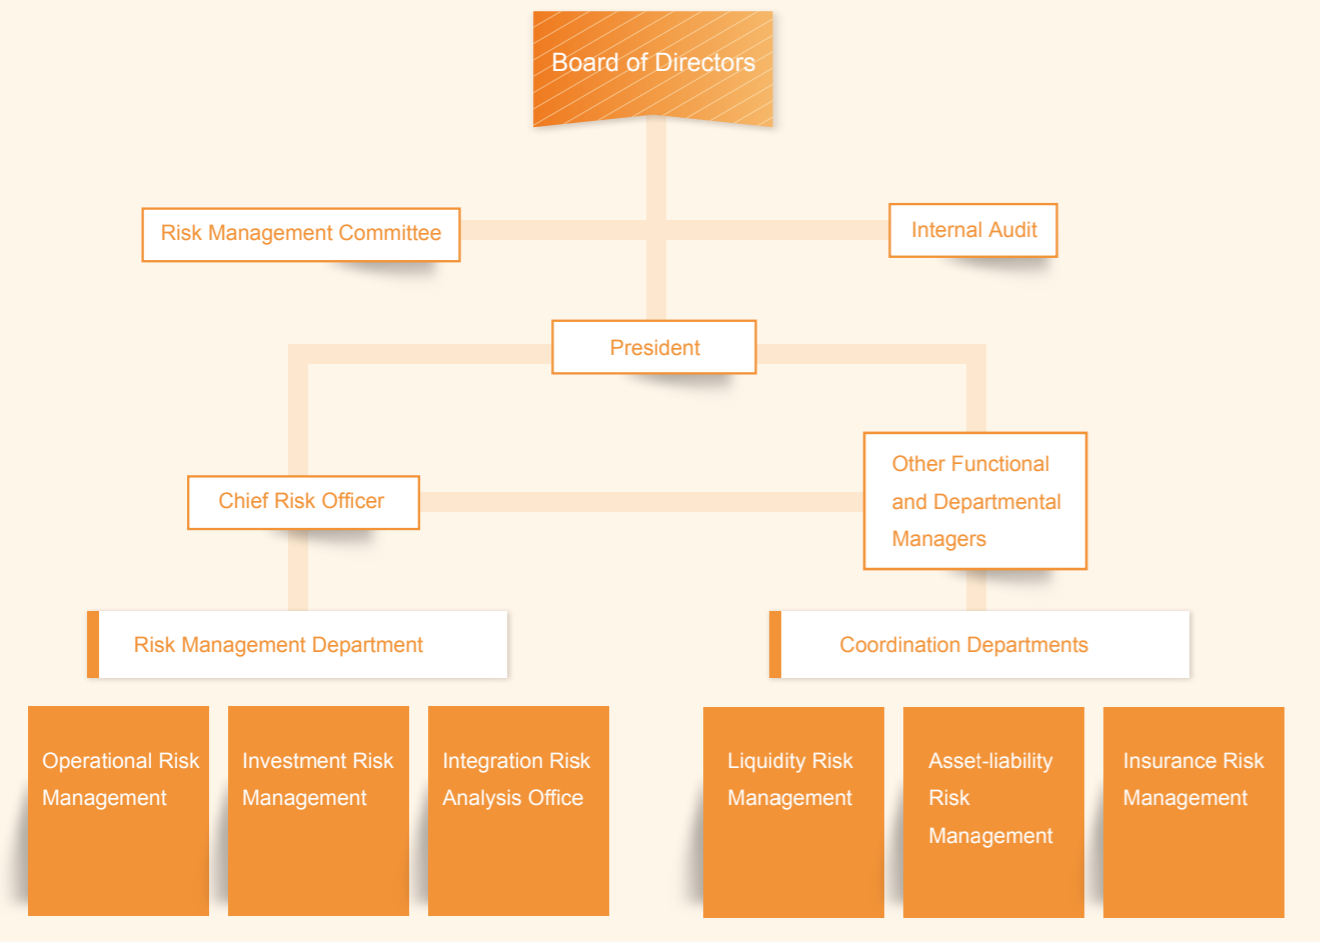 Board of Directors
Risk Management Committee
Internal Audit
President
Chief Risk Officer
Other Functional
and Departmental
Managers
Risk Management Department
Coordination Departments
Operational Risk
Management
Investment Risk
Management
Integration Risk
Analysis Office
Liquidity Risk
Management
Asset-liability
Risk
Management
Insurance Risk
Management